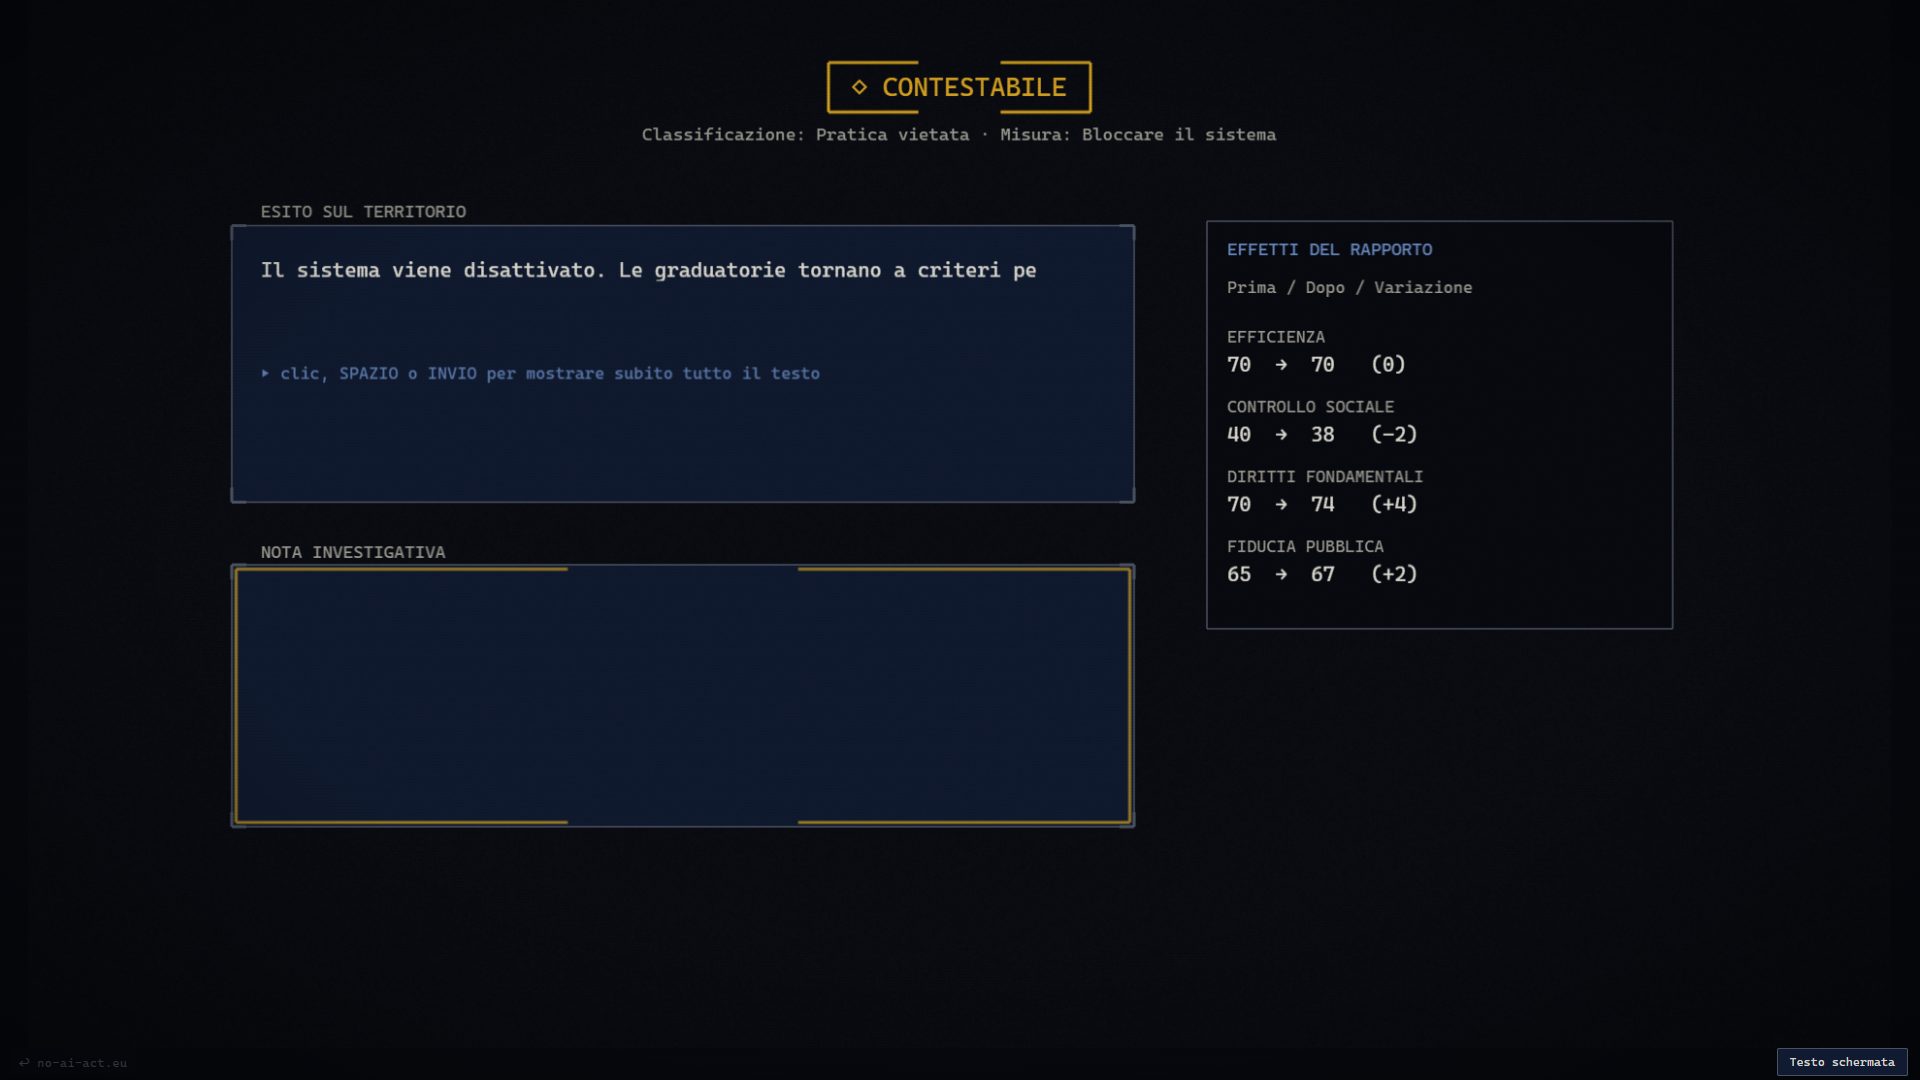 ◇ CONTESTABILE
Classificazione: Pratica vietata · Misura: Bloccare il sistema
ESITO SUL TERRITORIO
Il sistema viene disattivato. Le graduatorie tornano a criteri pe
▸ clic, SPAZIO o INVIO per mostrare subito tutto il testo
NOTA INVESTIGATIVA
EFFETTI DEL RAPPORTO
Prima / Dopo / Variazione
EFFICIENZA
70 → 70 (0)
CONTROLLO SOCIALE
40 → 38 (−2)
DIRITTI FONDAMENTALI
70 → 74 (+4)
FIDUCIA PUBBLICA
65 → 67 (+2)
↩ no-ai-act.eu
Testo schermata